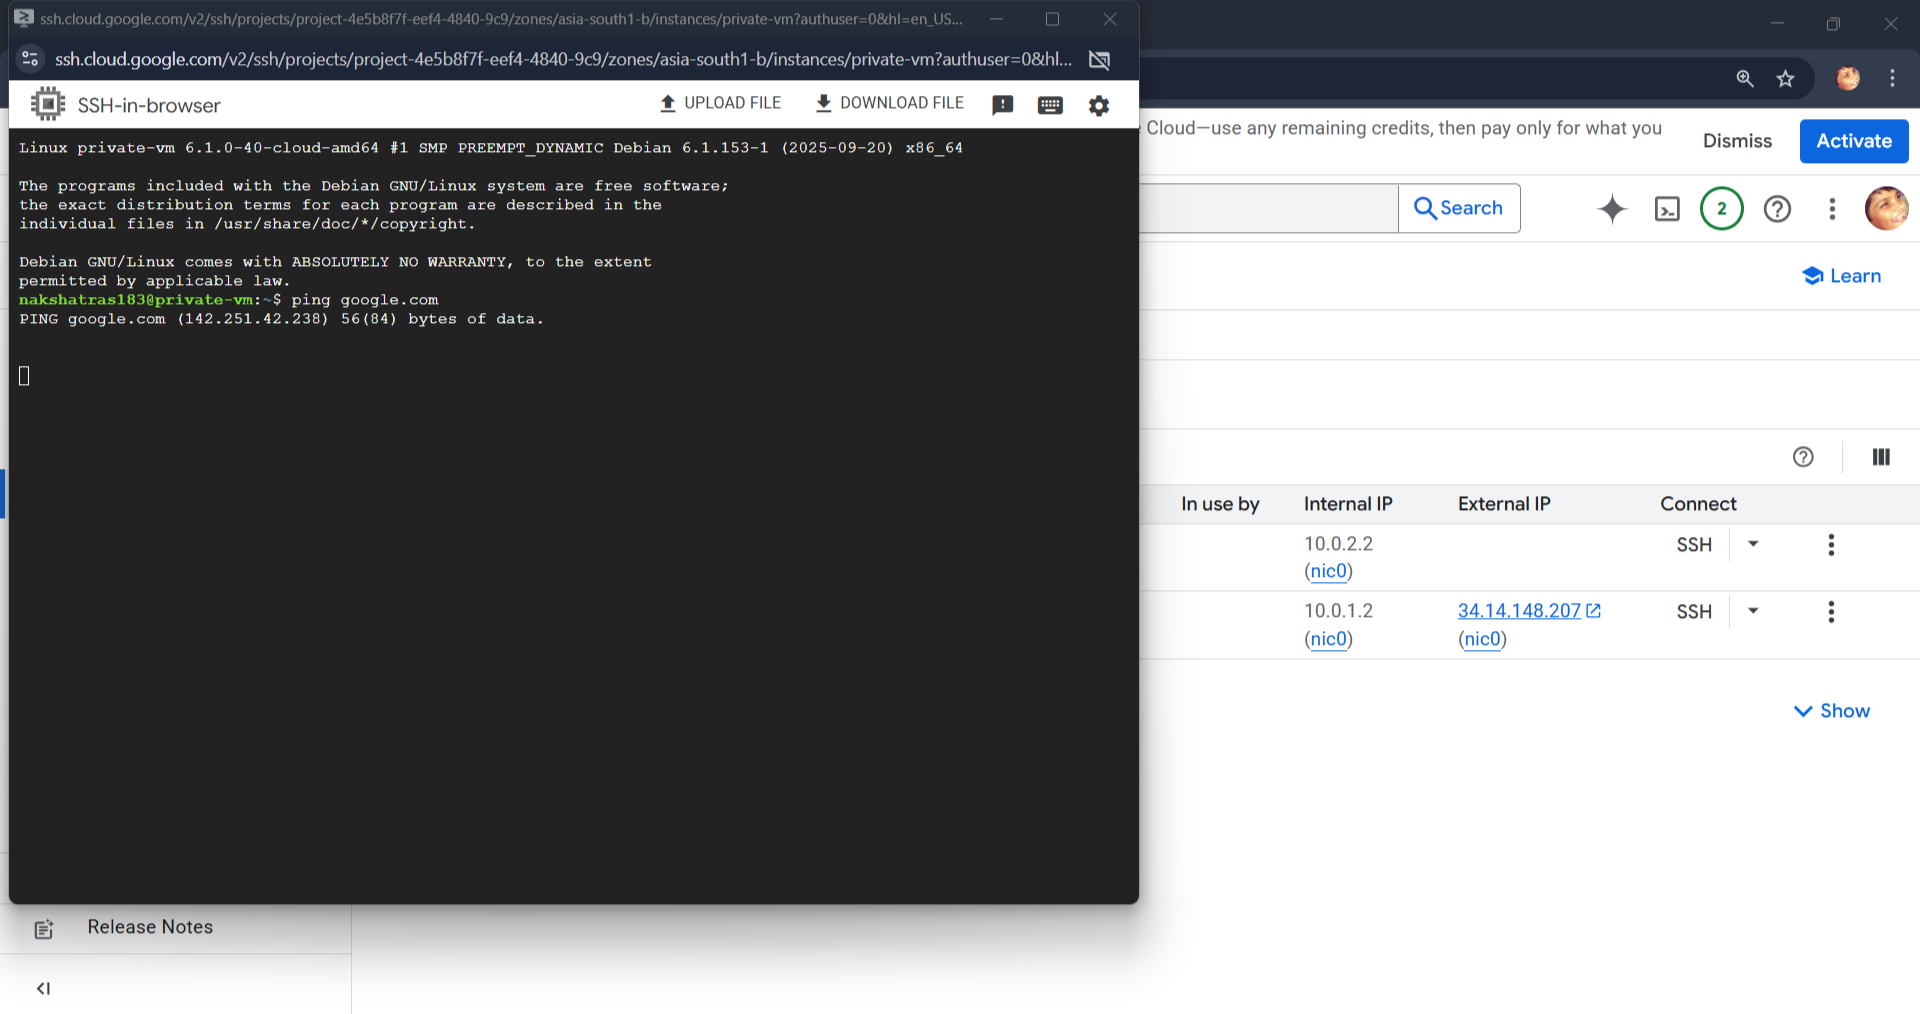 ssh.cloud.google.com/v2/ssh/projects/project-4e5b8f7f-eef4-4840-9c9/zones/asia-south1-b/instances/private-vm?authuser=0&hl=en_US...
ssh.cloud.google.com/v2/ssh/projects/project-4e5b8f7f-eef4-4840-9c9/zones/asia-south1-b/instances/private-vm?authuser=0&hl...
SSH-in-browser
UPLOAD FILE
DOWNLOAD FILE
Linux private-vm 6.1.0-40-cloud-amd64 #1 SMP PREEMPT_DYNAMIC Debian 6.1.153-1 (2025-09-20) x86_64
The programs included with the Debian GNU/Linux system are free software;
the exact distribution terms for each program are described in the
individual files in /usr/share/doc/*/copyright.
Debian GNU/Linux comes with ABSOLUTELY NO WARRANTY, to the extent
permitted by applicable law.
nakshatras183@private-vm:~$ ping google.com
PING google.com (142.251.42.238) 56(84) bytes of data.
Cloud—use any remaining credits, then pay only for what you
Dismiss
Activate
Search
2
Learn
In use by Internal IP External IP Connect
10.0.2.2 SSH
(nic0)
10.0.1.2 34.14.148.207 SSH
(nic0) (nic0)
Show
Release Notes